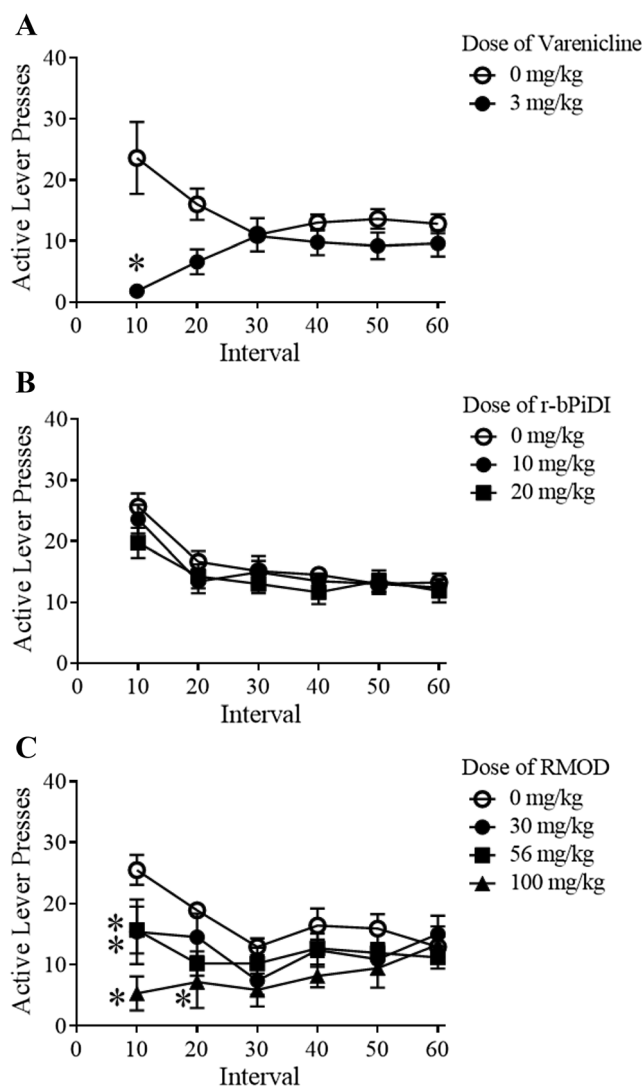 A
Dose of Varenicline
0 mg/kg
3 mg/kg
Active Lever Presses
40
30
20
10
0
*
0 10 20 30 40 50 60
Interval
B
Dose of r-bPiDI
0 mg/kg
10 mg/kg
20 mg/kg
Active Lever Presses
40
30
20
10
0
0 10 20 30 40 50 60
Interval
C
Dose of RMOD
0 mg/kg
30 mg/kg
56 mg/kg
100 mg/kg
Active Lever Presses
40
30
20
10
0
*
*
* *
0 10 20 30 40 50 60
Interval